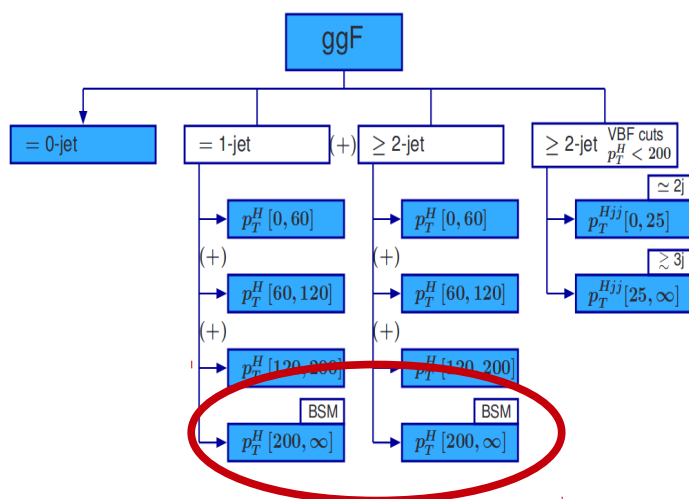 ggF
= 0-jet
= 1-jet
(+)
≥ 2-jet
≥ 2-jet VBF cuts
p_T^H < 200
p_T^H [0, 60]
(+)
p_T^H [60, 120]
(+)
p_T^H [120, 200]
BSM
p_T^H [200, ∞]
p_T^H [0, 60]
(+)
p_T^H [60, 120]
(+)
p_T^H [120, 200]
BSM
p_T^H [200, ∞]
≃ 2j
p_T^{Hjj} [0, 25]
≳ 3j
p_T^{Hjj} [25, ∞]